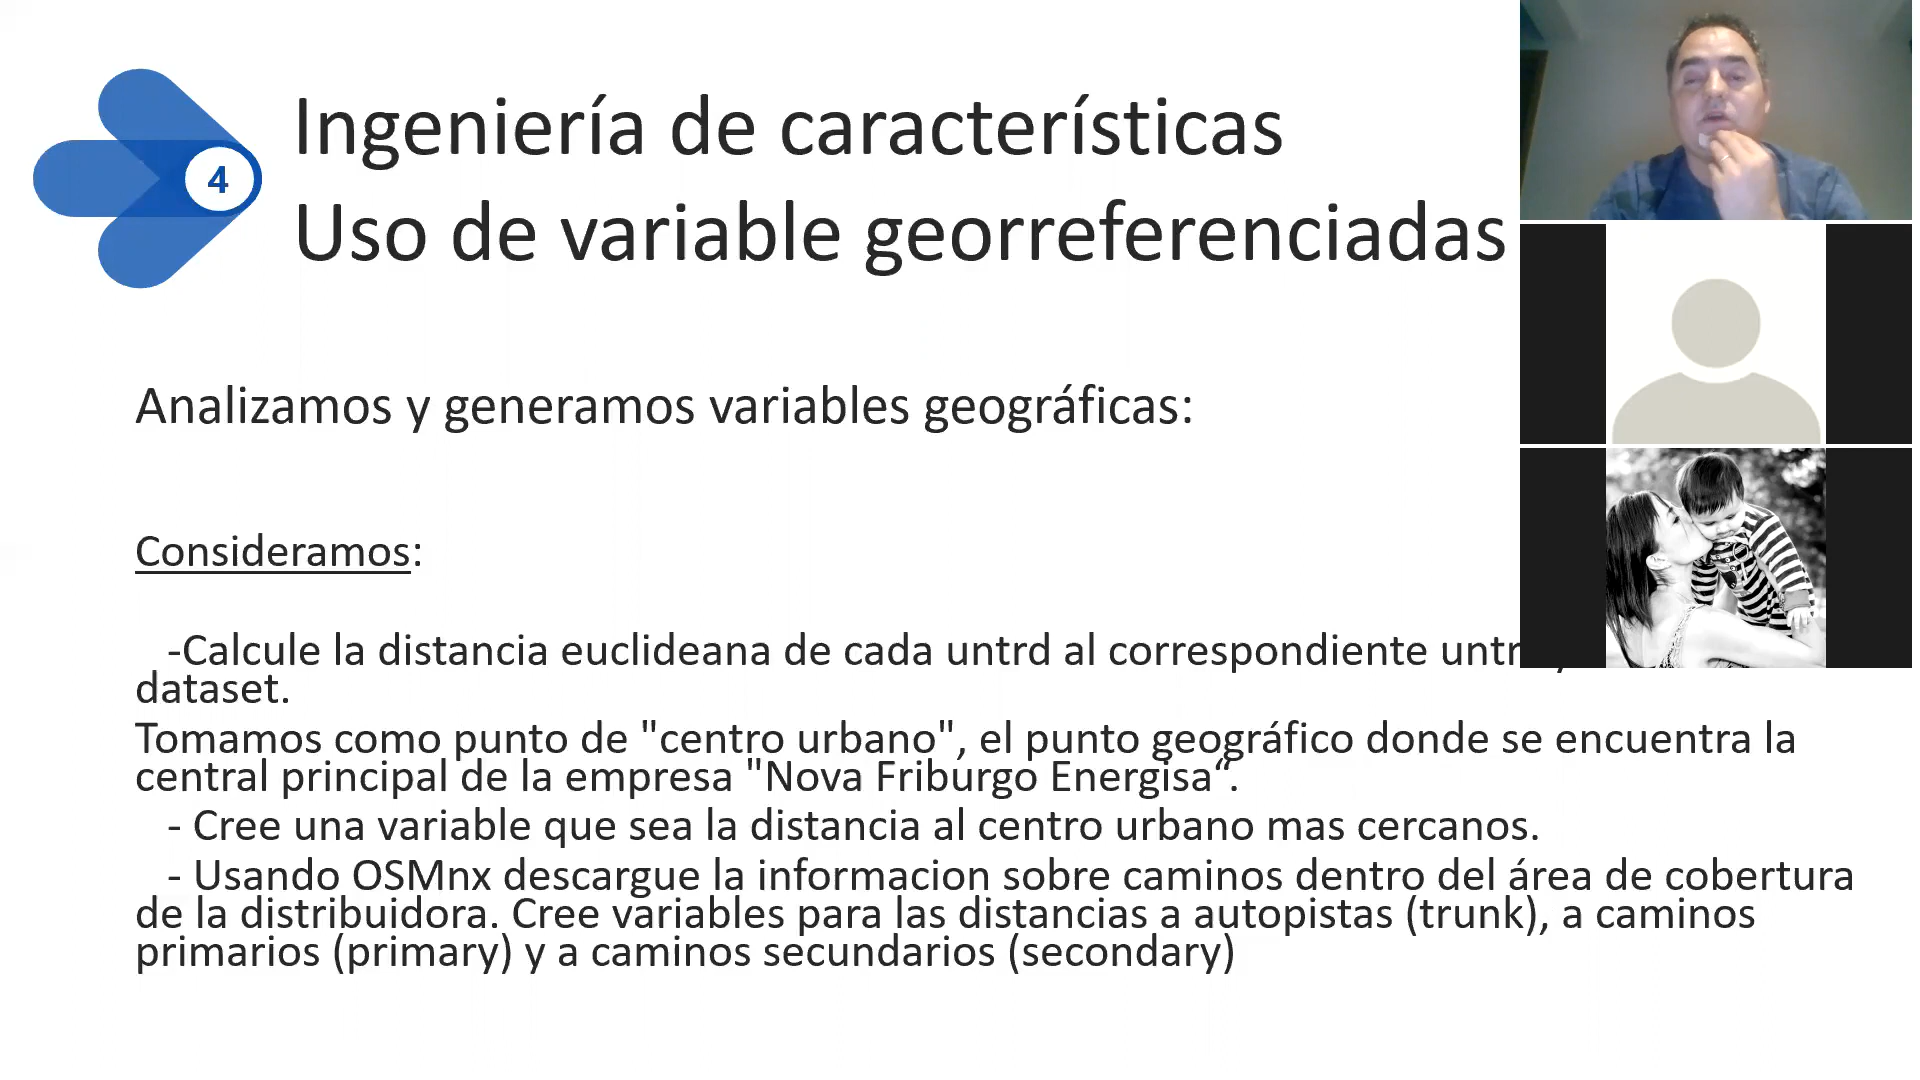 4
Ingeniería de características
Uso de variable georreferenciadas
Analizamos y generamos variables geográficas:
Consideramos:
-Calcule la distancia euclideana de cada untrd al correspondiente
dataset.
Tomamos como punto de "centro urbano", el punto geográfico donde se encuentra la
central principal de la empresa "Nova Friburgo Energisa“.
- Cree una variable que sea la distancia al centro urbano mas cercanos.
- Usando OSMnx descargue la informacion sobre caminos dentro del área de cobertura
de la distribuidora. Cree variables para las distancias a autopistas (trunk), a caminos
primarios (primary) y a caminos secundarios (secondary)